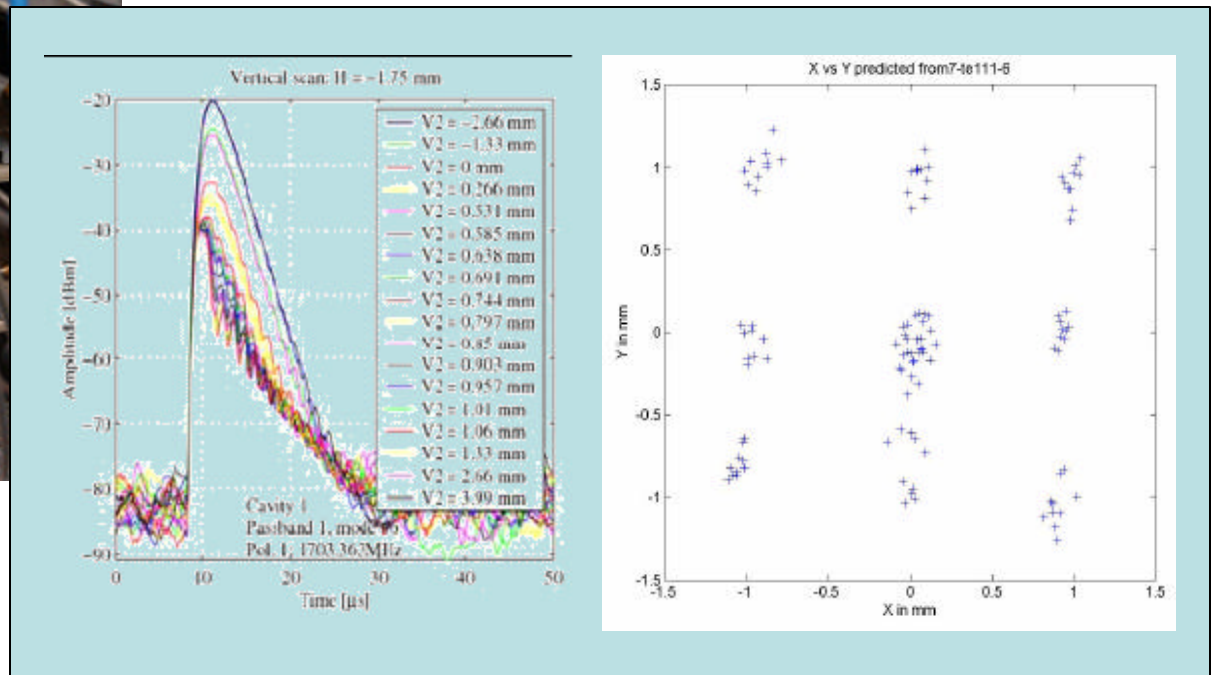 Vertical scan: H = −1.75 mm
−20
−30
−40
−50
−60
−70
−80
−90
Amplitude [dBm]
V2 = −2.66 mm
V2 = −1.33 mm
V2 = 0 mm
V2 = 0.266 mm
V2 = 0.531 mm
V2 = 0.585 mm
V2 = 0.638 mm
V2 = 0.691 mm
V2 = 0.744 mm
V2 = 0.797 mm
V2 = 0.85 mm
V2 = 0.903 mm
V2 = 0.957 mm
V2 = 1.01 mm
V2 = 1.06 mm
V2 = 1.33 mm
V2 = 2.66 mm
V2 = 3.99 mm
Cavity 1
Passband 1, mode
Pol. 1, 1703.362MHz
0 10 20 30 40 50
Time [µs]
X vs Y predicted from7-te111-6
1.5
1
0.5
0
-0.5
-1
-1.5
Y in mm
-1.5 -1 -0.5 0 0.5 1 1.5
X in mm